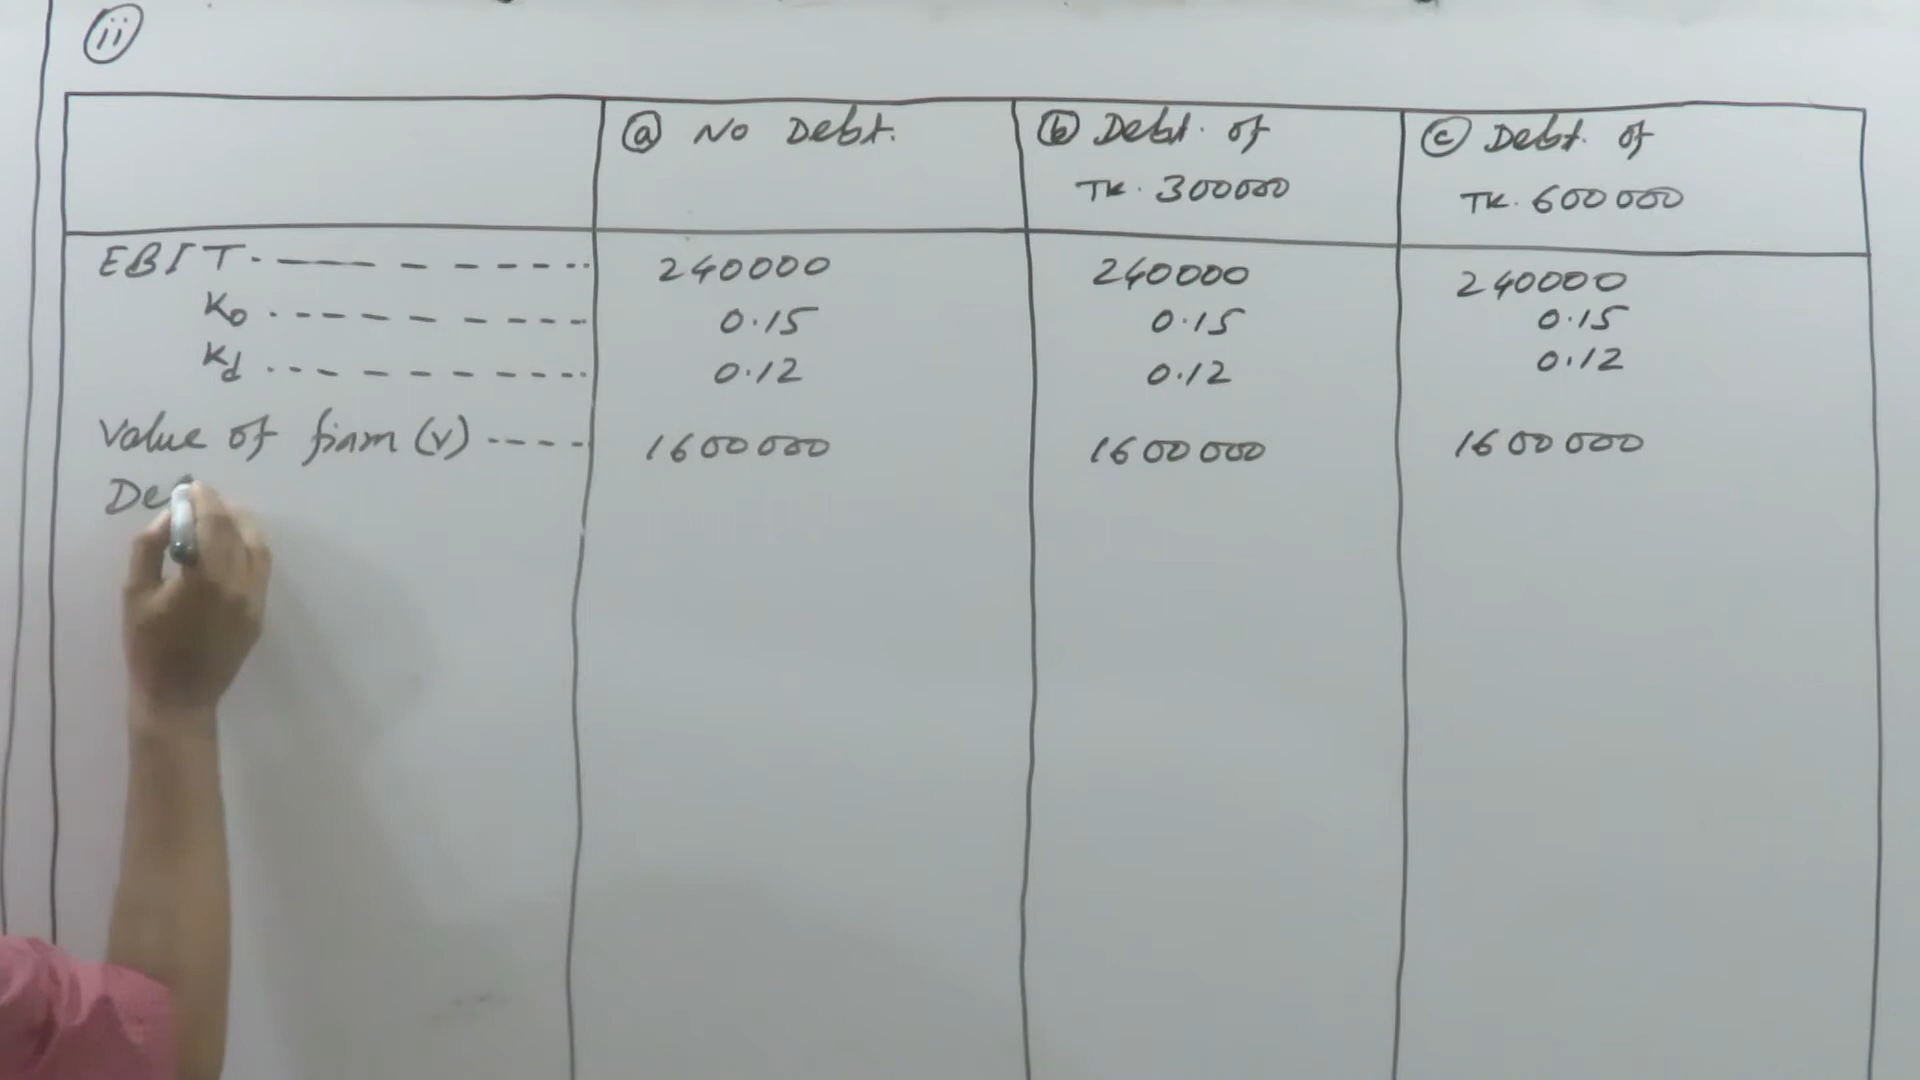 ii
ⓐ No Debt.
ⓑ Debt. of
TK. 300000
ⓒ Debt. of
TK. 600000
EBIT 240000 240000 240000
Ko 0.15 0.15 0.15
Kd 0.12 0.12 0.12
Value of firm (V) 1600000 1600000 1600000
De